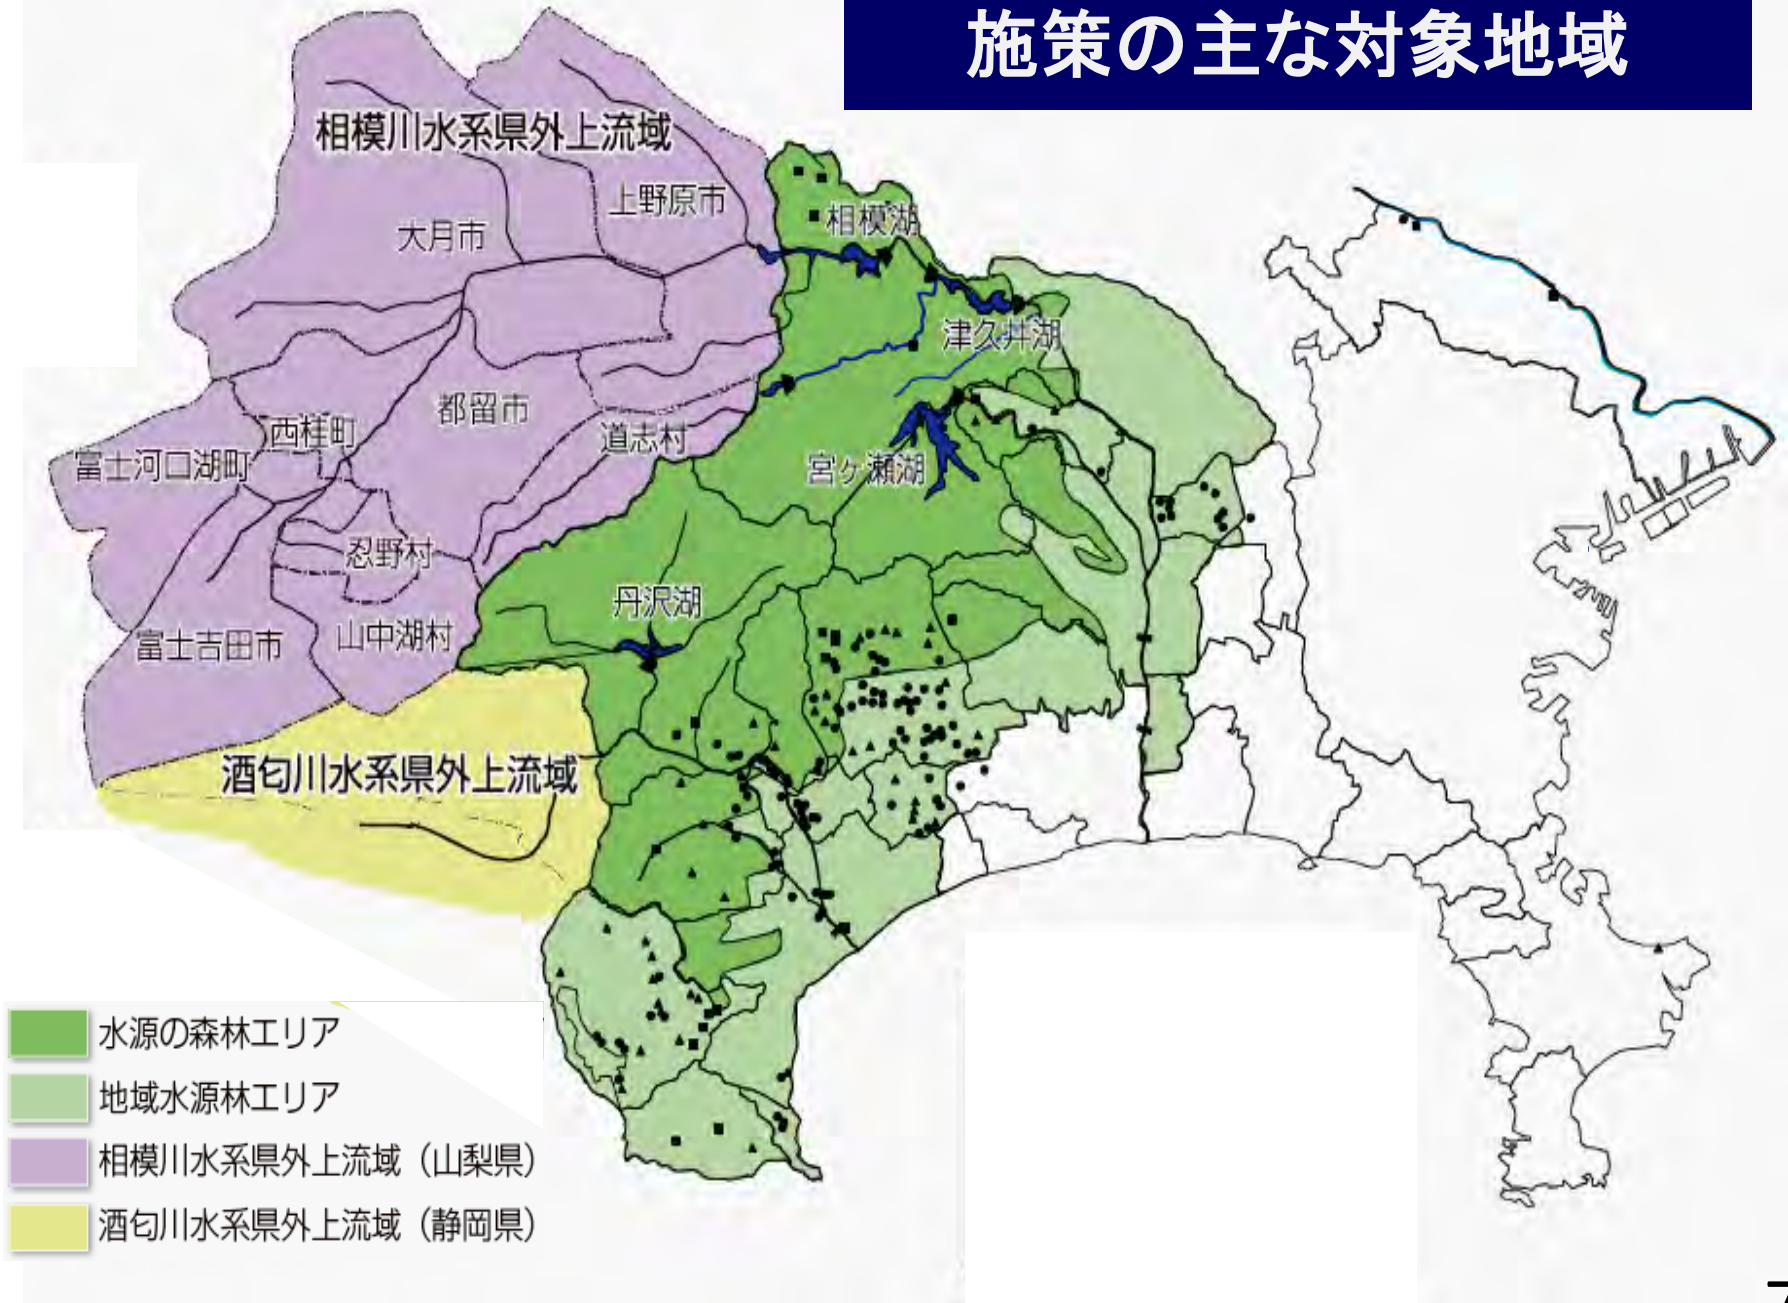 施策の主な対象地域
相模川水系県外上流域
上野原市
大月市
相模湖
津久井湖
都留市
西桂町
道志村
富士河口湖町
宮ヶ瀬湖
忍野村
丹沢湖
山中湖村
富士吉田市
酒匂川水系県外上流域
水源の森林エリア
地域水源林エリア
相模川水系県外上流域（山梨県）
酒匂川水系県外上流域（静岡県）